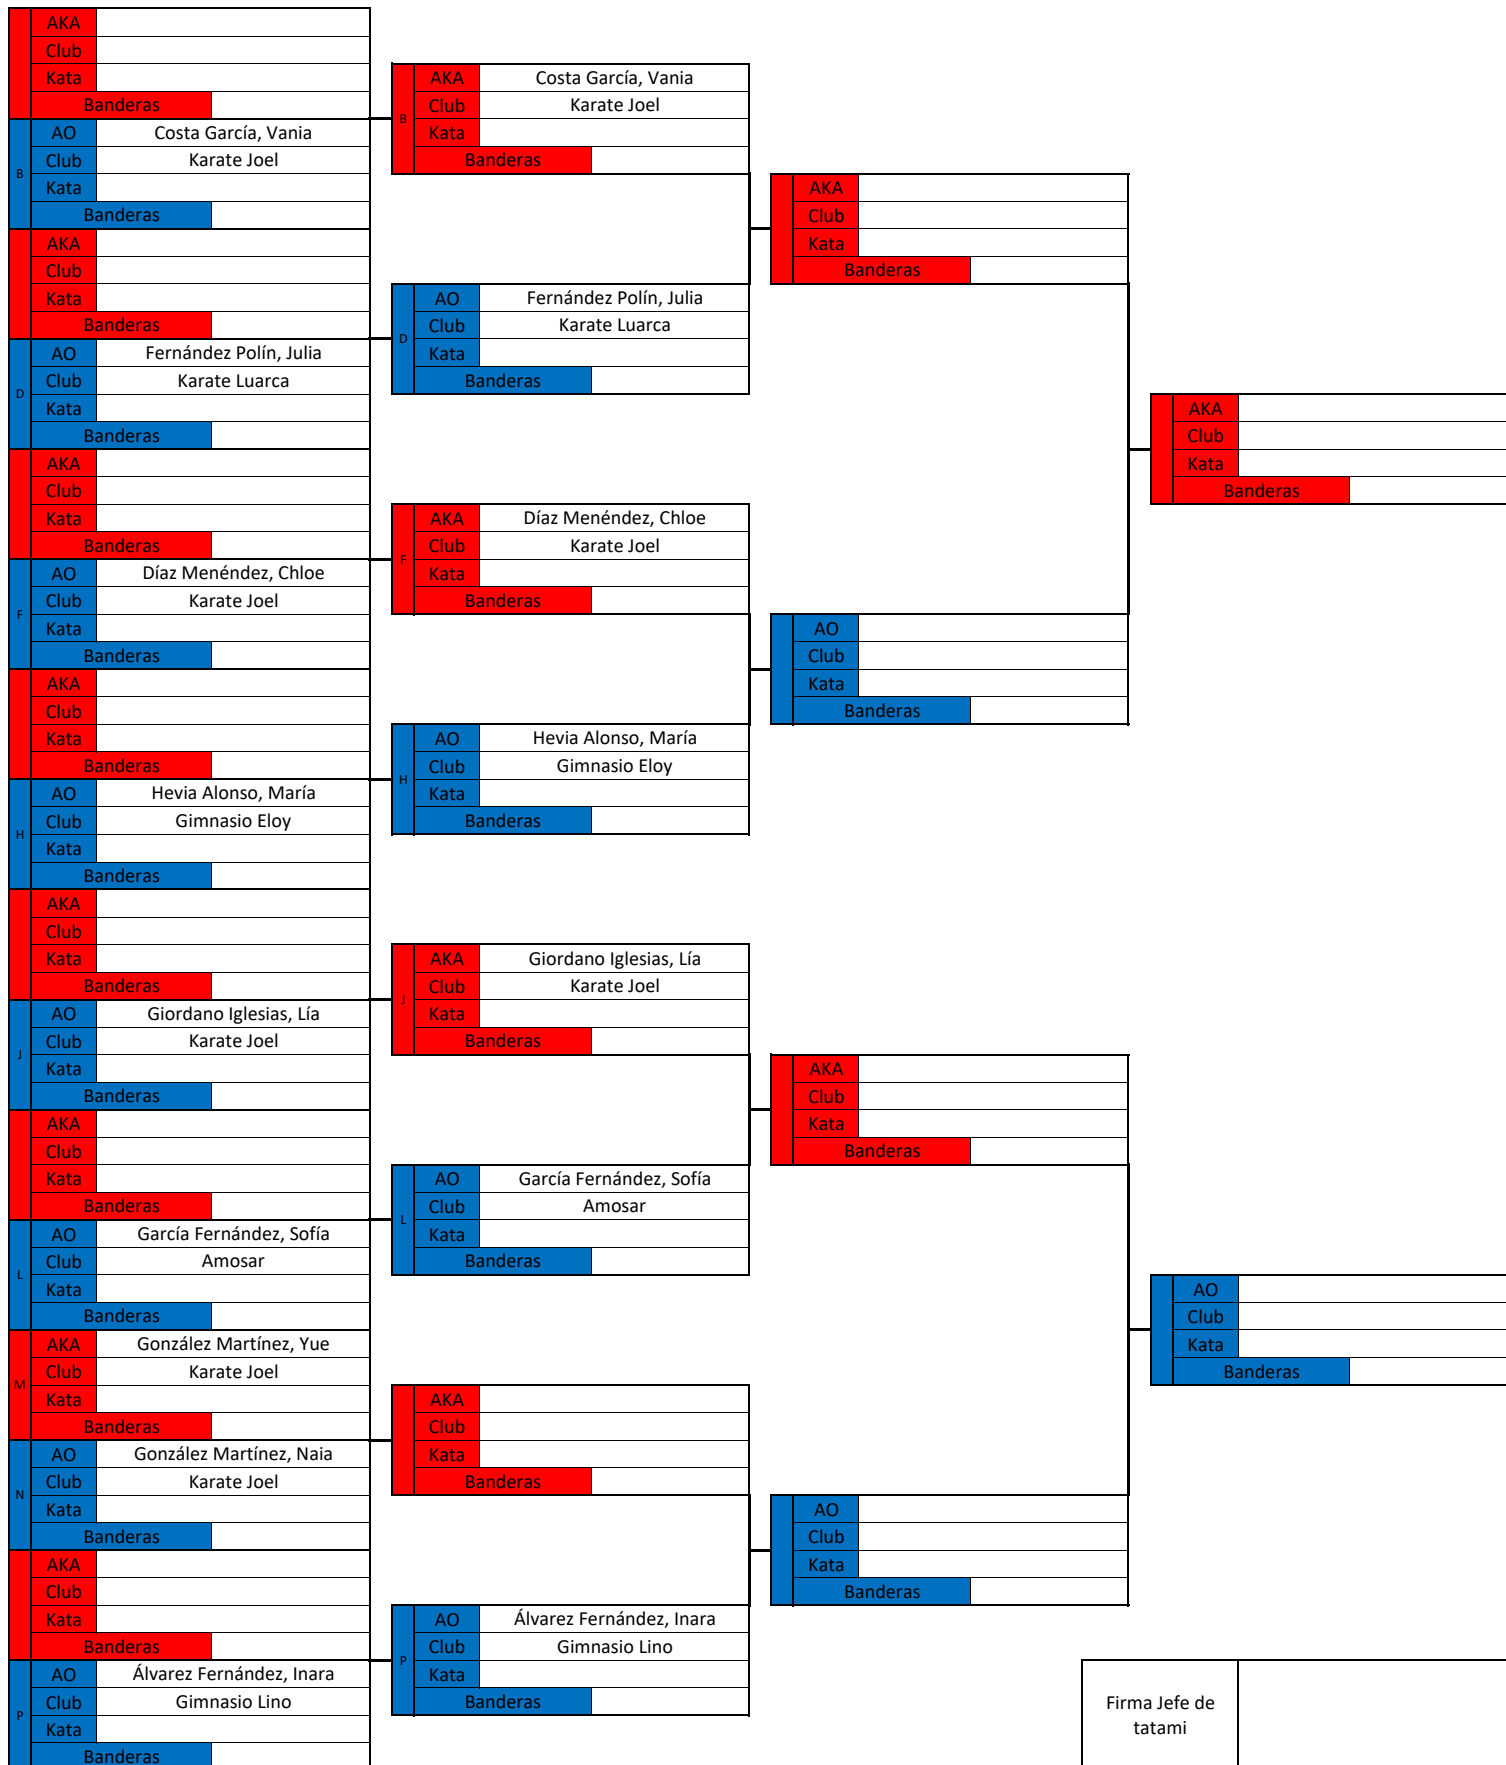 AKA
Club
Kata
Banderas
B
AO Costa García, Vania
Club Karate Joel
Kata
Banderas
AKA
Club
Kata
Banderas
D
AO Fernández Polín, Julia
Club Karate Luarca
Kata
Banderas
AKA
Club
Kata
Banderas
F
AO Díaz Menéndez, Chloe
Club Karate Joel
Kata
Banderas
AKA
Club
Kata
Banderas
H
AO Hevia Alonso, María
Club Gimnasio Eloy
Kata
Banderas
AKA
Club
Kata
Banderas
J
AO Giordano Iglesias, Lía
Club Karate Joel
Kata
Banderas
AKA
Club
Kata
Banderas
L
AO García Fernández, Sofía
Club Amosar
Kata
Banderas
M
AKA González Martínez, Yue
Club Karate Joel
Kata
Banderas
N
AO González Martínez, Naia
Club Karate Joel
Kata
Banderas
AKA
Club
Kata
Banderas
P
AO Álvarez Fernández, Inara
Club Gimnasio Lino
Kata
Banderas
B
AKA Costa García, Vania
Club Karate Joel
Kata
Banderas
D
AO Fernández Polín, Julia
Club Karate Luarca
Kata
Banderas
F
AKA Díaz Menéndez, Chloe
Club Karate Joel
Kata
Banderas
H
AO Hevia Alonso, María
Club Gimnasio Eloy
Kata
Banderas
J
AKA Giordano Iglesias, Lía
Club Karate Joel
Kata
Banderas
L
AO García Fernández, Sofía
Club Amosar
Kata
Banderas
AKA
Club
Kata
Banderas
P
AO Álvarez Fernández, Inara
Club Gimnasio Lino
Kata
Banderas
AKA
Club
Kata
Banderas
AO
Club
Kata
Banderas
AKA
Club
Kata
Banderas
AO
Club
Kata
Banderas
AKA
Club
Kata
Banderas
AO
Club
Kata
Banderas
Firma Jefe de
tatami